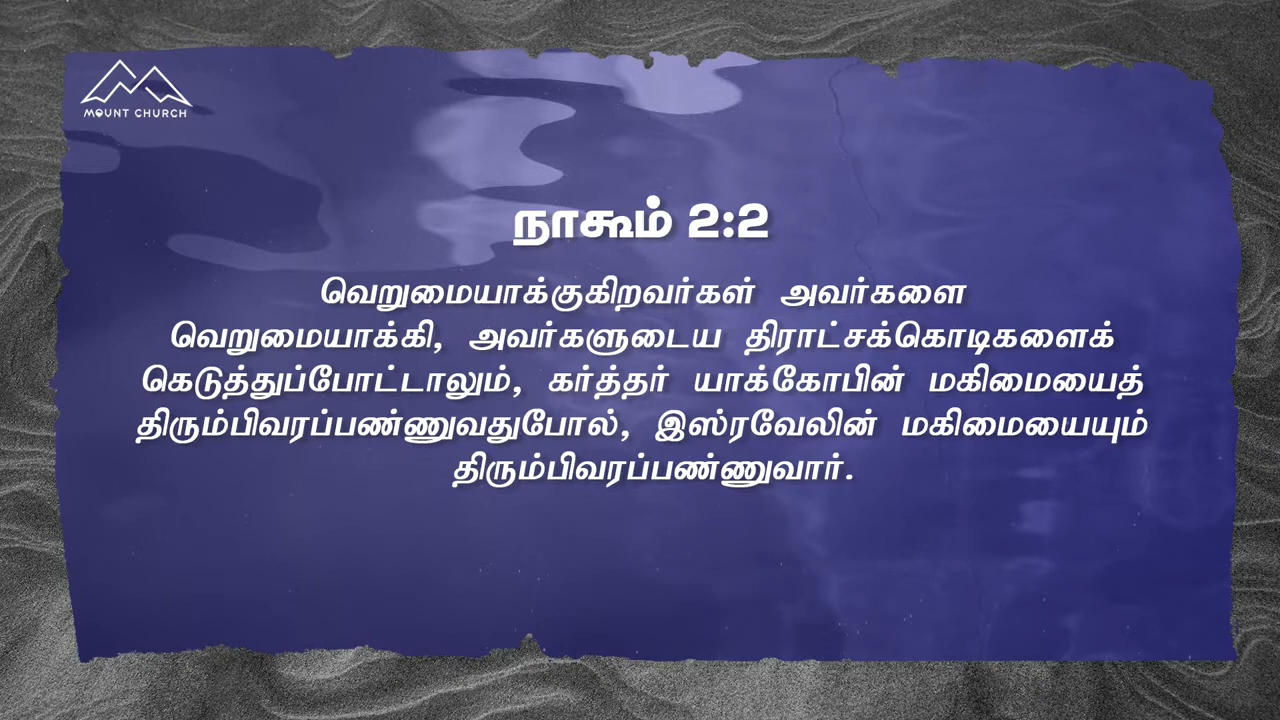 MOUNT CHURCH
நாகூம் 2:2
வெறுமையாக்குகிறவர்கள் அவர்களை
வெறுமையாக்கி, அவர்களுடைய திராட்சக்கொடிகளைக்
கெடுத்துப்போட்டாலும், கர்த்தர் யாக்கோபின் மகிமையைத்
திரும்பிவரப்பண்ணுவதுபோல், இஸ்ரவேலின் மகிமையையும்
திரும்பிவரப்பண்ணுவார்.